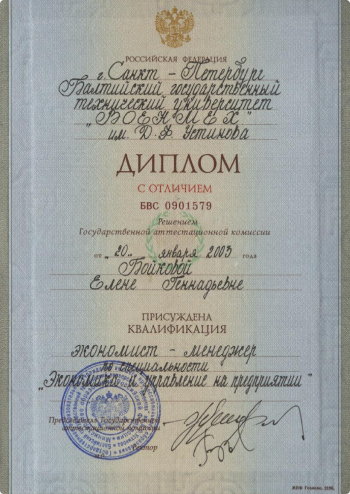 РОССИЙСКАЯ ФЕДЕРАЦИЯ
г. Санкт - Петербург
Балтийский государственный
технический университет
"ВОЕНМЕХ"
им. Д.Ф Устинова
ДИПЛОМ
С ОТЛИЧИЕМ
БВС 0901579
Решением
Государственной аттестационной комиссии
от "20" января 2003 года
Бойковой
Елене Геннадьевне
ПРИСУЖДЕНА
КВАЛИФИКАЦИЯ
экономист - менеджер
по специальности
"Экономика и управление на предприятии"
Председатель Государственной
аттестационной комиссии
Ректор